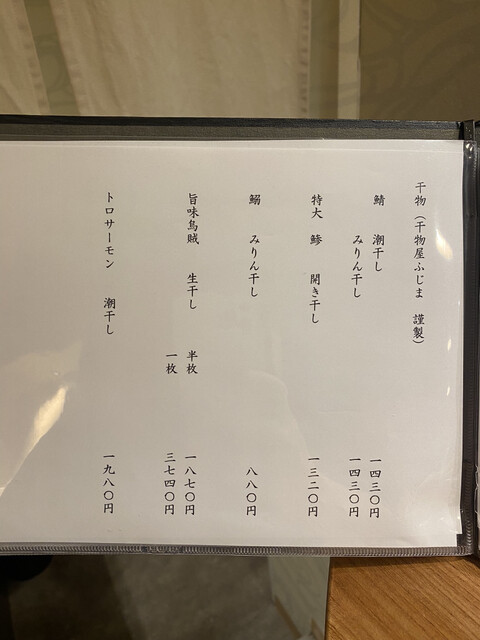 干物(干物屋ふじま 謹製)
鯖 潮干し 一四三〇円
みりん干し 一四三〇円
特大 鯵 開き干し 一三二〇円
鰯 みりん干し 八八〇円
旨味烏賊 生干し 半枚 一八七〇円
一枚 三七四〇円
トロサーモン 潮干し 一九八〇円